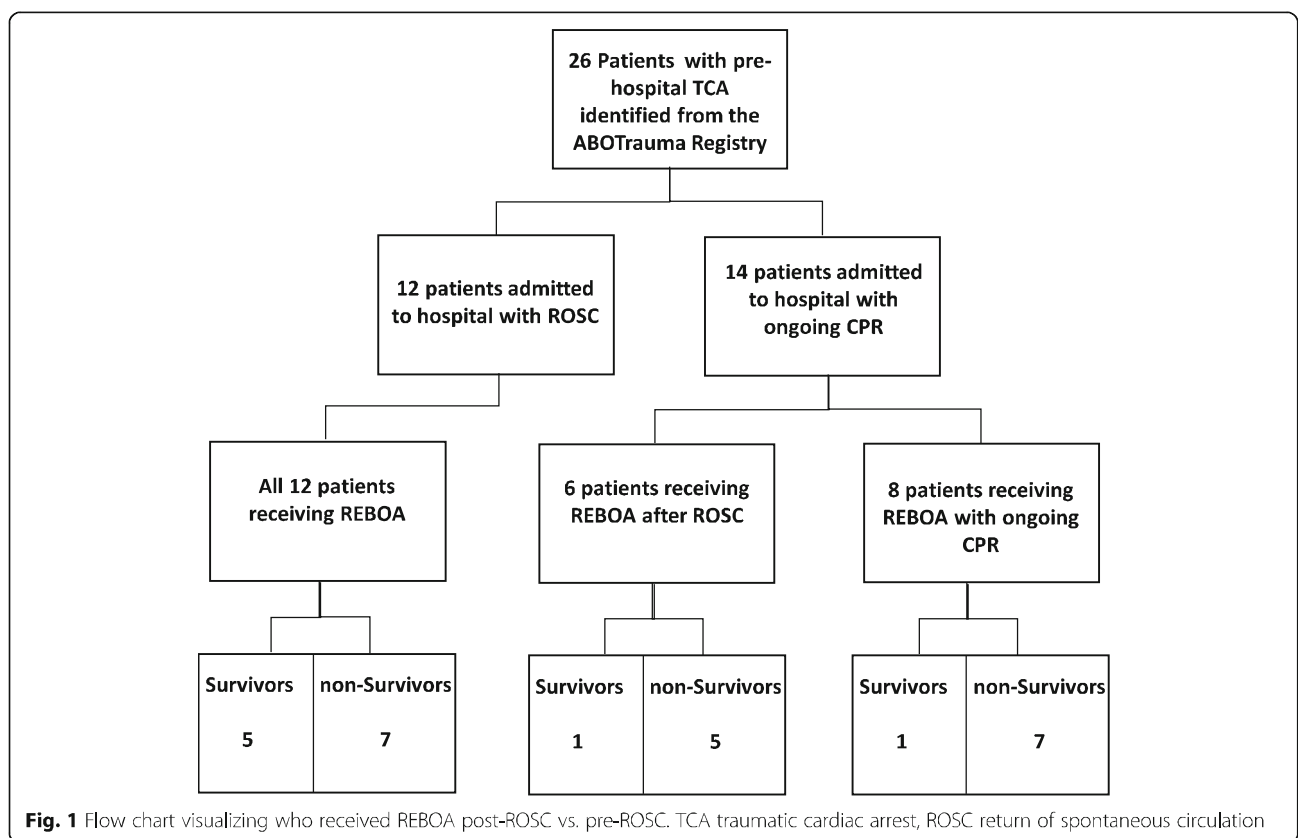 26 Patients with pre-
hospital TCA
identified from the
ABOTrauma Registry
12 patients admitted
to hospital with ROSC
14 patients admitted
to hospital with
ongoing CPR
All 12 patients
receiving REBOA
6 patients receiving
REBOA after ROSC
8 patients receiving
REBOA with ongoing
CPR
Survivors non-Survivors
5 7
Survivors non-Survivors
1 5
Survivors non-Survivors
1 7
Fig. 1 Flow chart visualizing who received REBOA post-ROSC vs. pre-ROSC. TCA traumatic cardiac arrest, ROSC return of spontaneous circulation